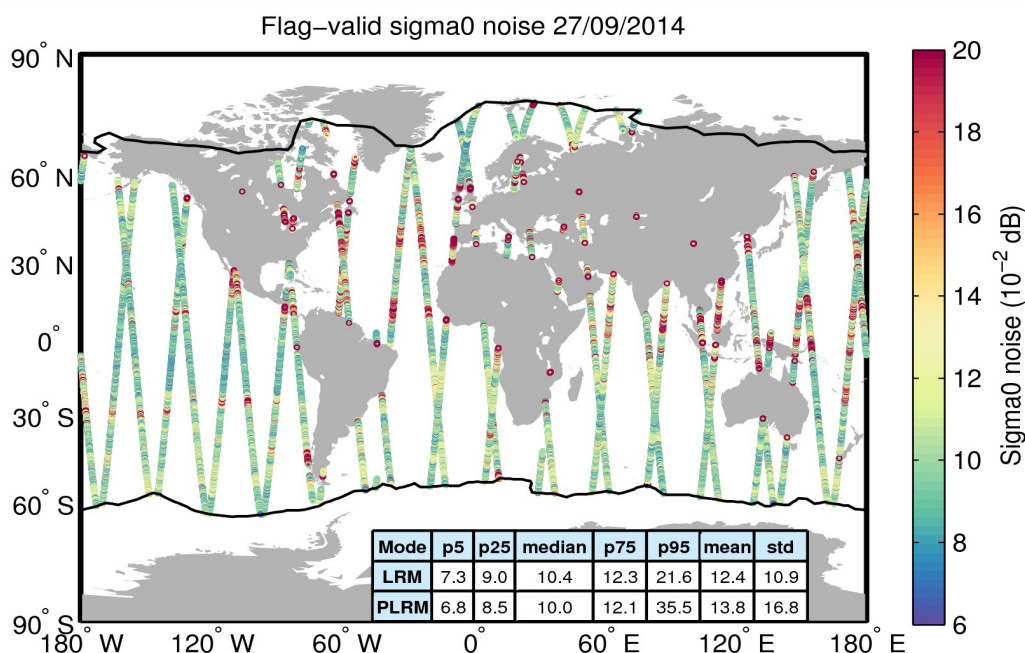 Flag−valid sigma0 noise 27/09/2014
90° N
60° N
30° N
0°
30° S
60° S
90° S
180° W
120° W
60° W
0°
60° E
120° E
180° E
Mode p5 p25 median p75 p95 mean std
LRM 7.3 9.0 10.4 12.3 21.6 12.4 10.9
PLRM 6.8 8.5 10.0 12.1 35.5 13.8 16.8
20
18
16
14
12
10
8
6
Sigma0 noise (10⁻² dB)